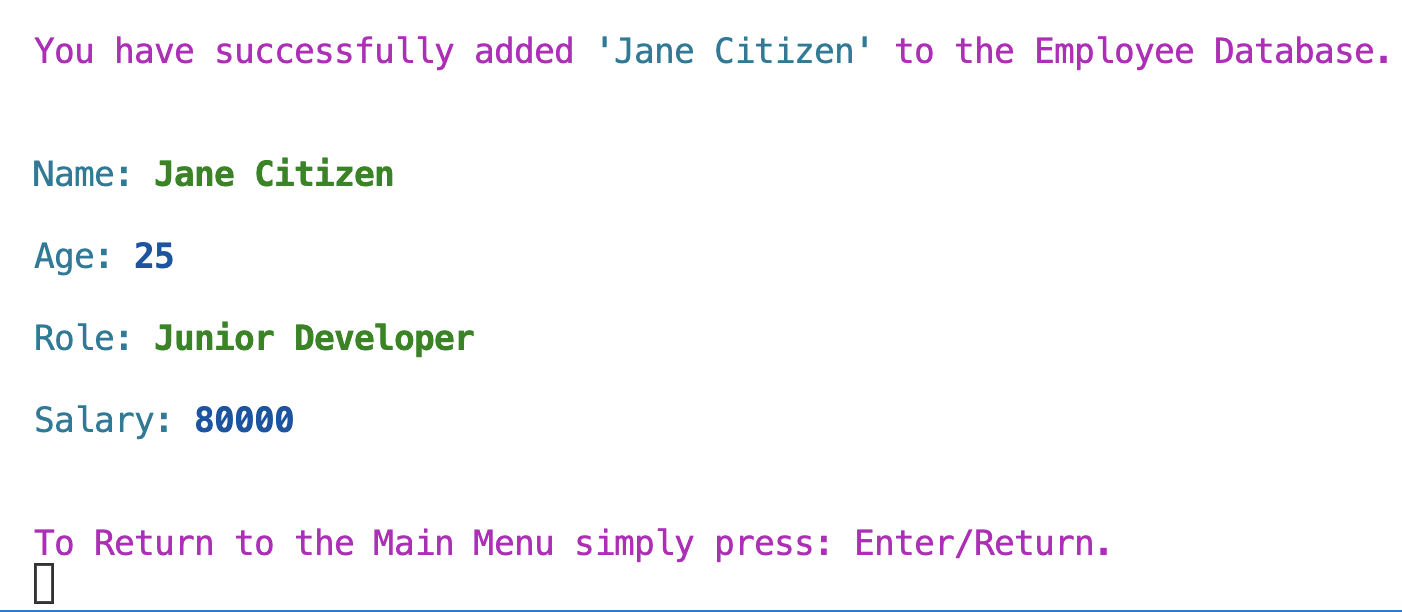 You have successfully added 'Jane Citizen' to the Employee Database.
Name: Jane Citizen
Age: 25
Role: Junior Developer
Salary: 80000
To Return to the Main Menu simply press: Enter/Return.